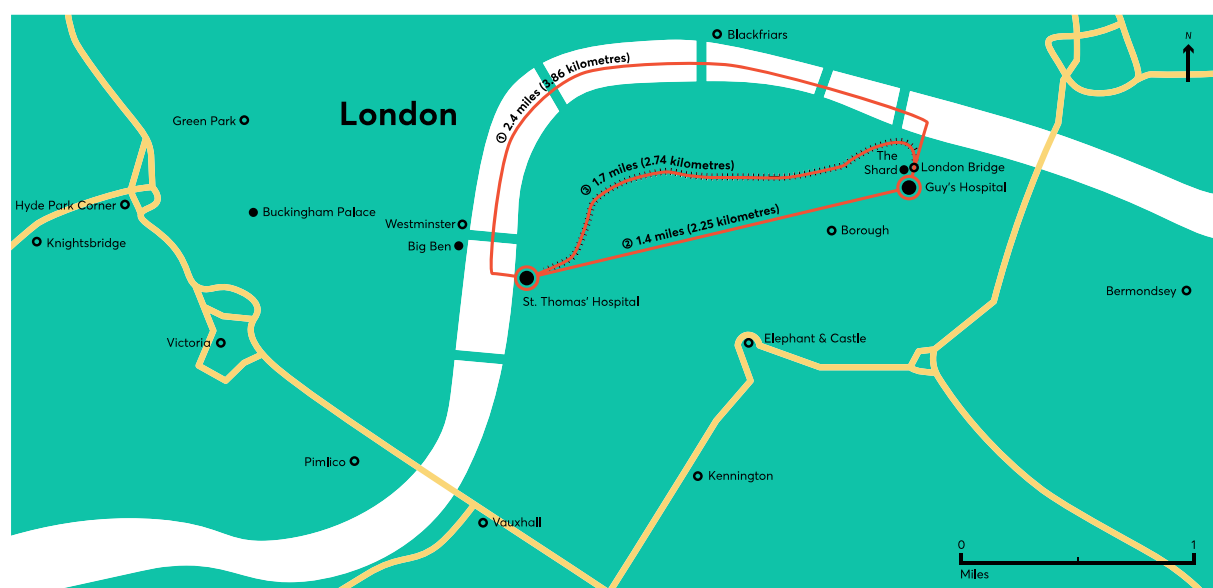 Blackfriars
N
① 2.4 miles (3.86 kilometres)
London
Green Park
③ 1.7 miles (2.74 kilometres)
The
Shard
London Bridge
Guy's Hospital
Hyde Park Corner
Buckingham Palace
② 1.4 miles (2.25 kilometres)
Westminster
Borough
Knightsbridge
Big Ben
St. Thomas' Hospital
Bermondsey
Victoria
Elephant & Castle
Pimlico
Kennington
Vauxhall
0 1
Miles